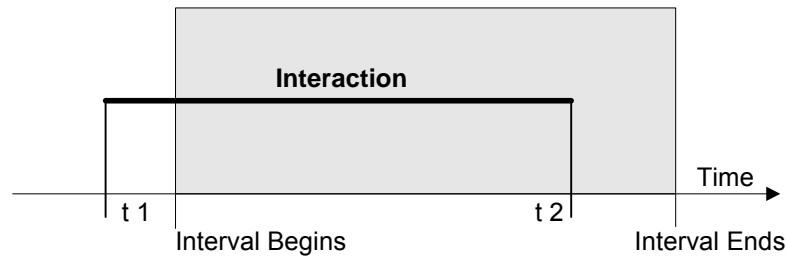 Interaction
Time
t 1
t 2
Interval Begins
Interval Ends